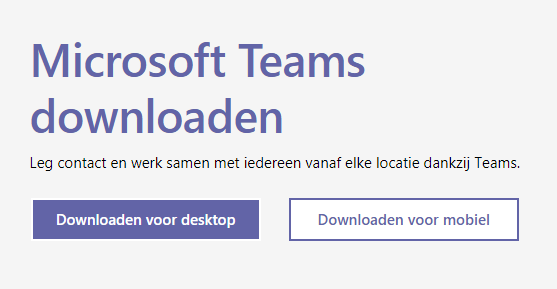 Microsoft Teams
downloaden
Leg contact en werk samen met iedereen vanaf elke locatie dankzij Teams.
Downloaden voor desktop
Downloaden voor mobiel